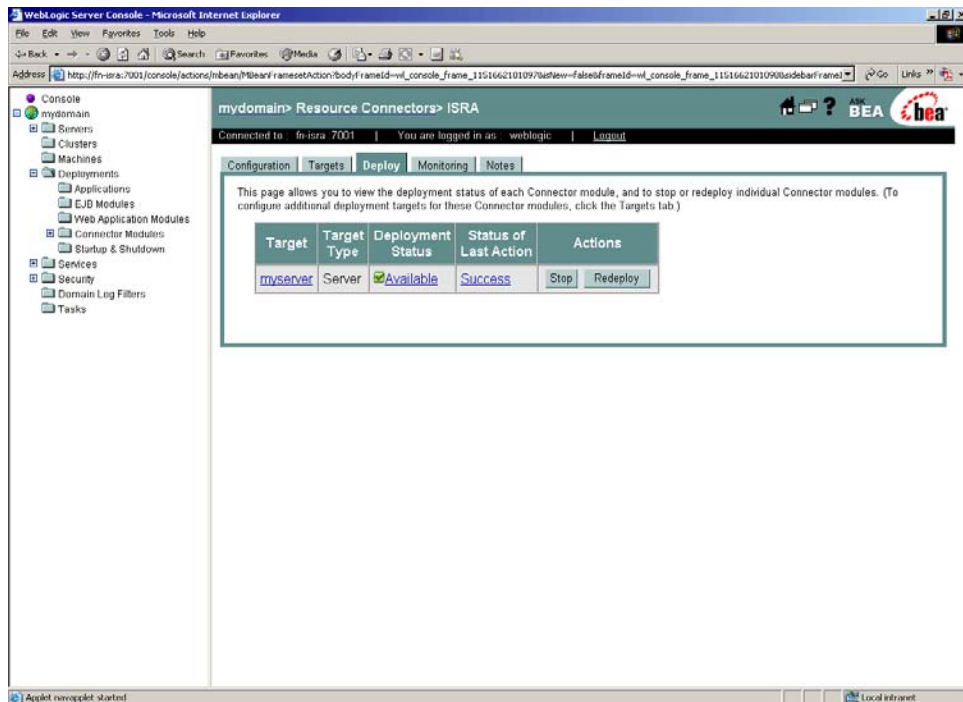 WebLogic Server Console - Microsoft Internet Explorer
File Edit View Favorites Tools Help
Back Search Favorites Media
Address http://fn-isra:7001/console/actions/mbean/MBeanFramesetAction?bodyFrameId=wl_console_frame_1151662101097&isNew=false&frameId=wl_console_frame_1151662101090&sidebarFrameI Go Links »
Console
mydomain
Servers
Clusters
Machines
Deployments
Applications
EJB Modules
Web Application Modules
Connector Modules
Startup & Shutdown
Services
Security
Domain Log Filters
Tasks
mydomain> Resource Connectors> ISRA
? ASK BEA bea
Connected to : fn-isra :7001 | You are logged in as : weblogic | Logout
Configuration Targets Deploy Monitoring Notes
This page allows you to view the deployment status of each Connector module, and to stop or redeploy individual Connector modules. (To
configure additional deployment targets for these Connector modules, click the Targets tab.)
Target Target Type Deployment Status Status of Last Action Actions
myserver Server Available Success Stop Redeploy
Applet navapplet started Local intranet